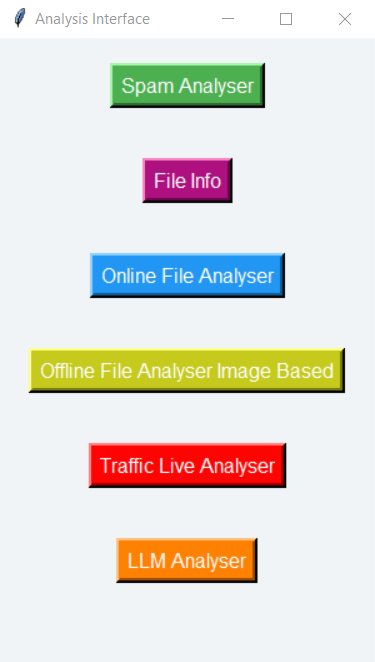 Analysis Interface
Spam Analyser
File Info
Online File Analyser
Offline File Analyser Image Based
Traffic Live Analyser
LLM Analyser